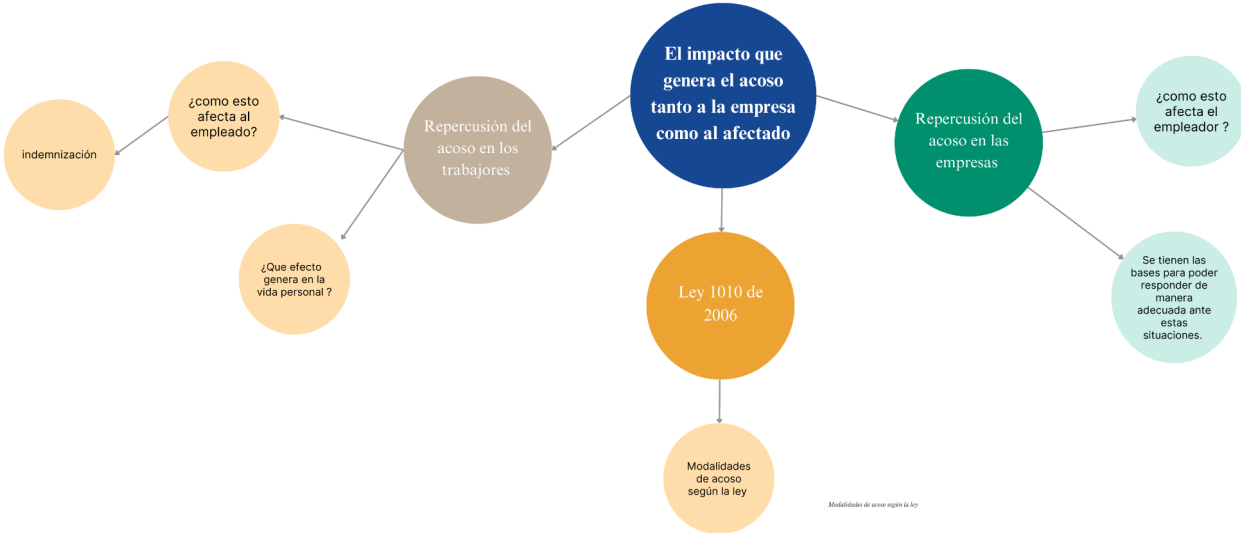 El impacto que
genera el acoso
tanto a la empresa
como al afectado
¿como esto
afecta al
empleado?
indemnización
Repercusión del
acoso en los
trabajores
Repercusión del
acoso en las
empresas
¿como esto
afecta el
empleador ?
¿Que efecto
genera en la
vida personal ?
Ley 1010 de
2006
Se tienen las
bases para poder
responder de
manera
adecuada ante
estas
situaciones.
Modalidades
de acoso
según la ley
Modalidades de acoso según la ley